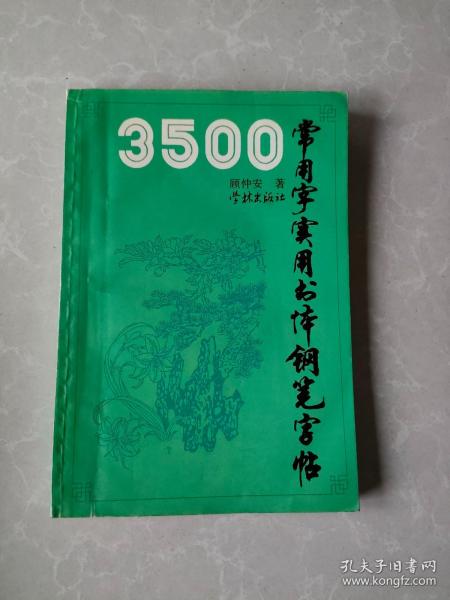 3500
常用字实用书体钢笔字帖
顾仲安 著
学林出版社
孔夫子旧书网
www.kongfz.com